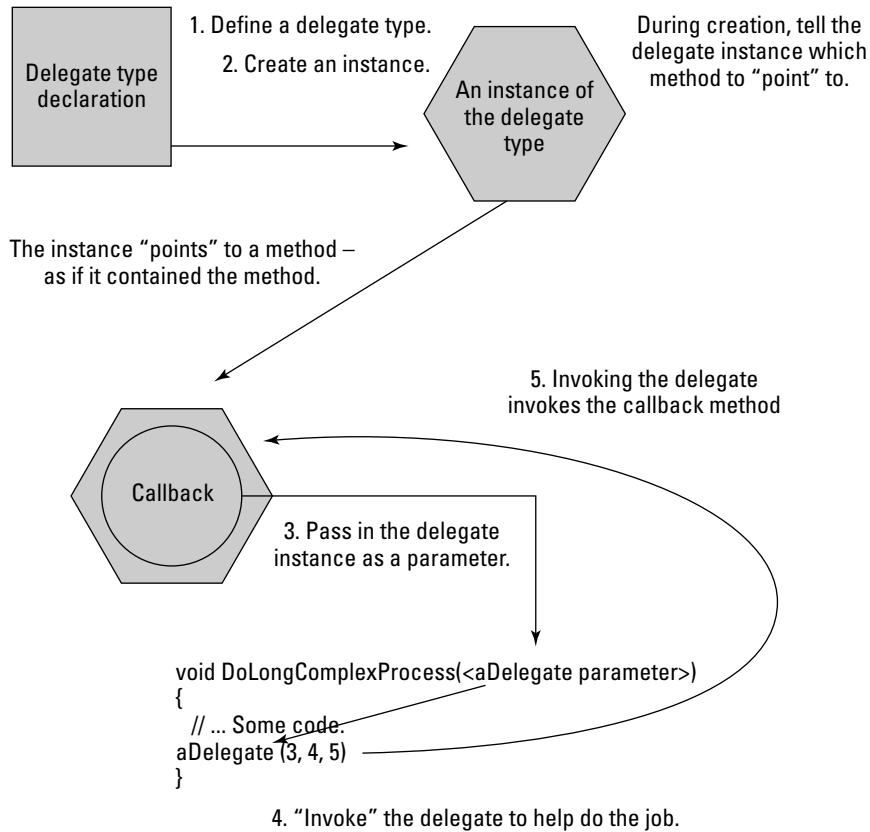 1. Define a delegate type.
2. Create an instance.
During creation, tell the
delegate instance which
method to “point” to.
Delegate type
declaration
An instance of
the delegate
type
The instance “points” to a method –
as if it contained the method.
5. Invoking the delegate
invokes the callback method
Callback
3. Pass in the delegate
instance as a parameter.
void DoLongComplexProcess(<aDelegate parameter>)
{
// ... Some code.
aDelegate (3, 4, 5)
}
4. “Invoke” the delegate to help do the job.